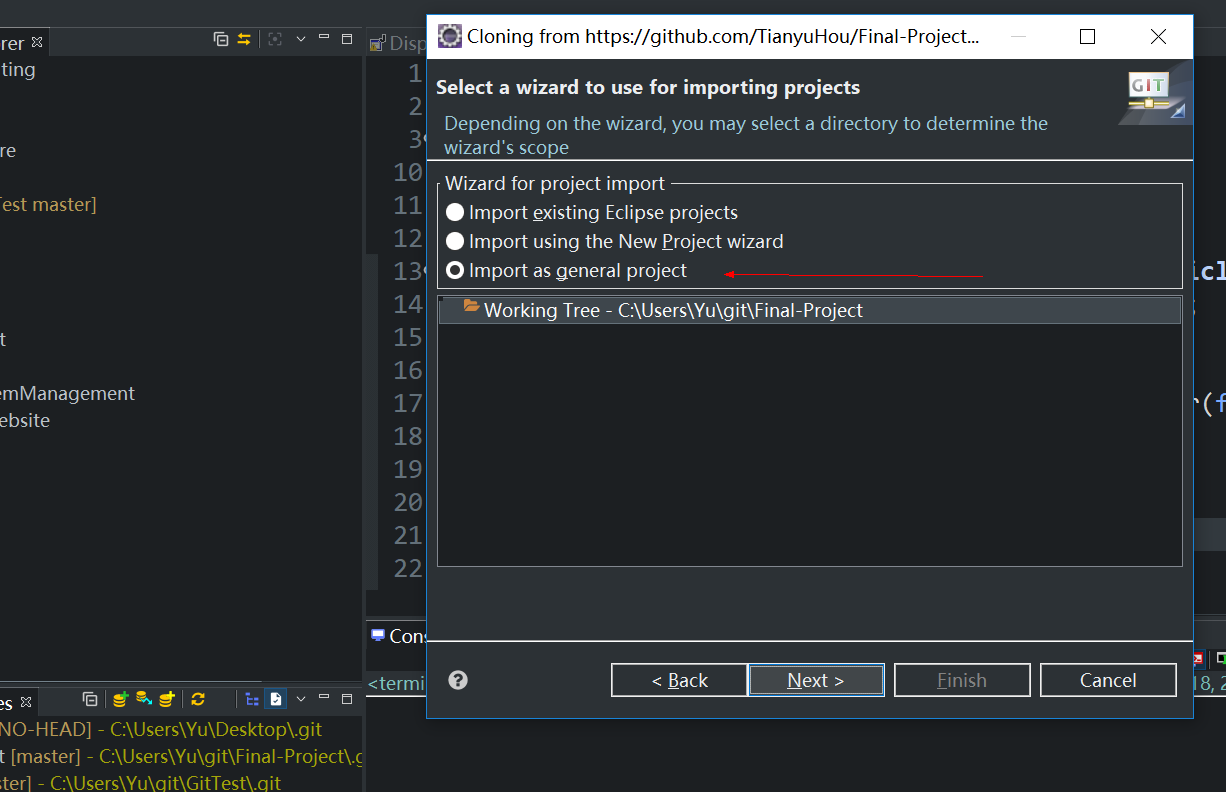 Cloning from https://github.com/TianyuHou/Final-Project...
Select a wizard to use for importing projects
GIT
Depending on the wizard, you may select a directory to determine the
wizard's scope
Wizard for project import
Import existing Eclipse projects
Import using the New Project wizard
Import as general project
Working Tree - C:\Users\Yu\git\Final-Project
< Back
Next >
Finish
Cancel
rer
ting
re
Test master]
t
emManagement
ebsite
Disp
1
2
3
10
11
12
13
14
15
16
17
18
19
20
21
22
icl
r(f
Cons
<termi
18, 2
es
NO-HEAD] - C:\Users\Yu\Desktop\.git
t [master] - C:\Users\Yu\git\Final-Project\.g
ster] - C:\Users\Yu\git\GitTest\.git